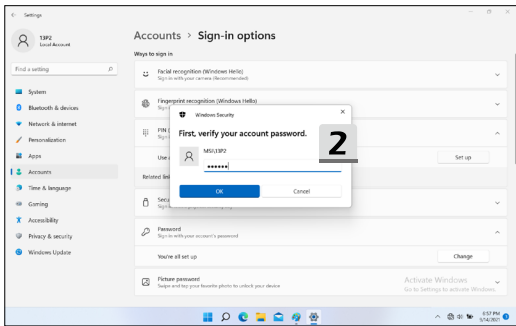 Settings
13P2
Local Account
Find a setting
System
Bluetooth & devices
Network & internet
Personalization
Apps
Accounts
Time & language
Gaming
Accessibility
Privacy & security
Windows Update
Accounts > Sign-in options
Ways to sign in
Facial recognition (Windows Hello)
Sign in with your camera (Recommended)
Fingerprint recognition (Windows Hello)
Sign
PIN (
Sign
Use
Set up
Related lin
Secu
Sign
Password
Sign in with your account's password
You're all set up
Change
Picture password
Swipe and tap your favorite photo to unlock your device
Windows Security
First, verify your account password.
MSI\13P2
OK
Cancel
2
Activate Windows
Go to Settings to activate Windows.
5/14/2021